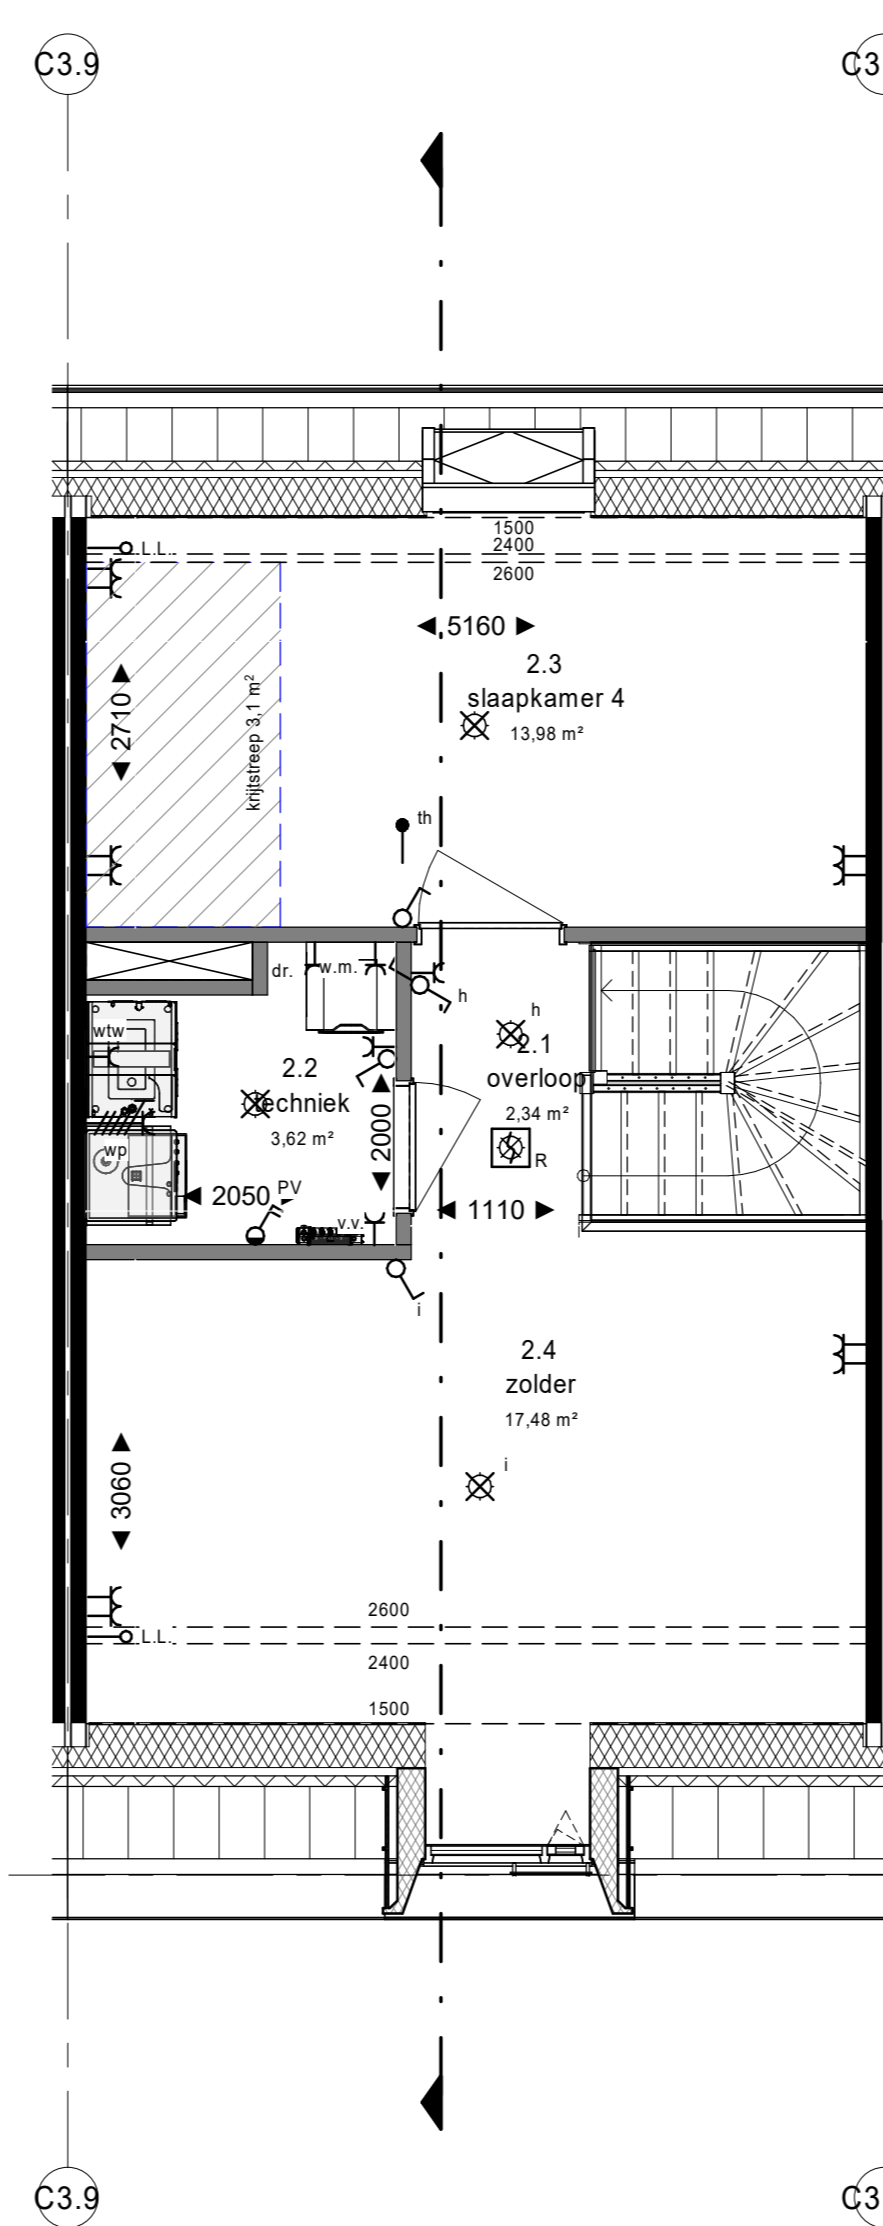 C3.9
C3
1500
2400
2600
L.L.
5160
2.3
slaapkamer 4
13,98 m²
2710
krijtstreep 3,1 m²
th
dr.
w.m.
h
h
wtw
2.2
techniek
3,62 m²
2.1
overloop
2,34 m²
2000
wp
R
2050
PV
1110
v.v.
i
2.4
zolder
17,48 m²
i
3060
2600
L.L.
2400
1500
C3.9
C3